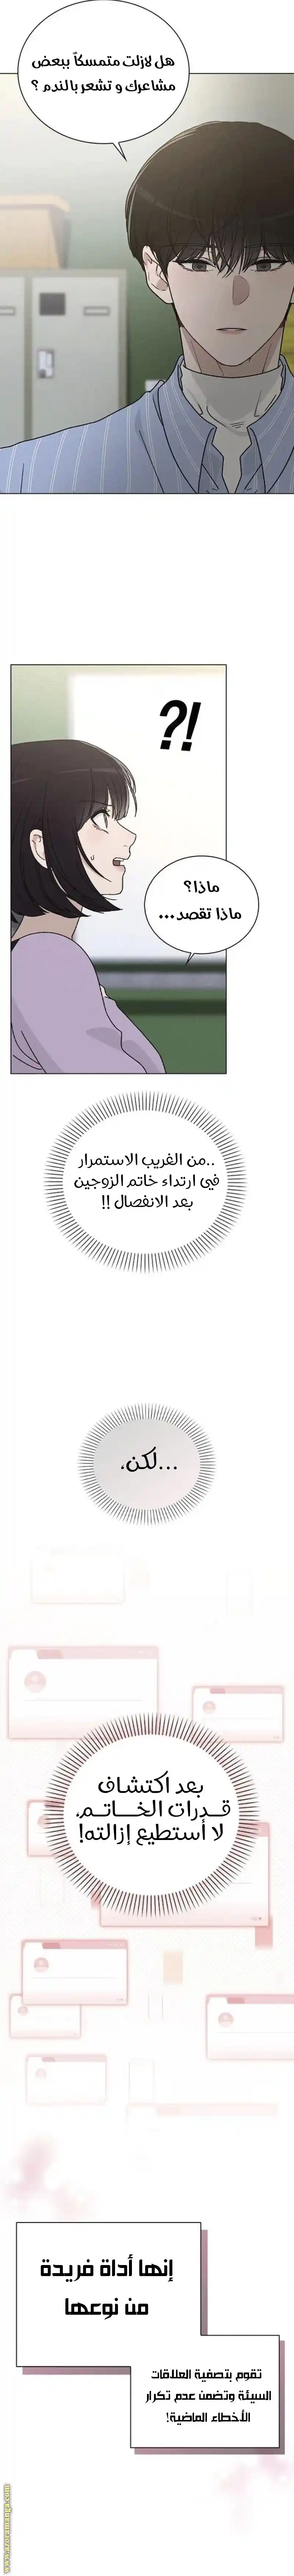 هل لازلت متمسكاً ببعض
مشاعرك و تشعر بالندم ؟
?!
ماذا؟
ماذا تقصد...
..من الغريب الاستمرار
في ارتداء خاتم الزوجين
بعد الانفصال !!
...لكن،
بعد اكتشاف
قدرات الخاتم،
لا أستطيع إزالته!
إنها أداة فريدة
من نوعها
تقوم بتصفية العلاقات
السيئة وتضمن عدم تكرار
الأخطاء الماضية!